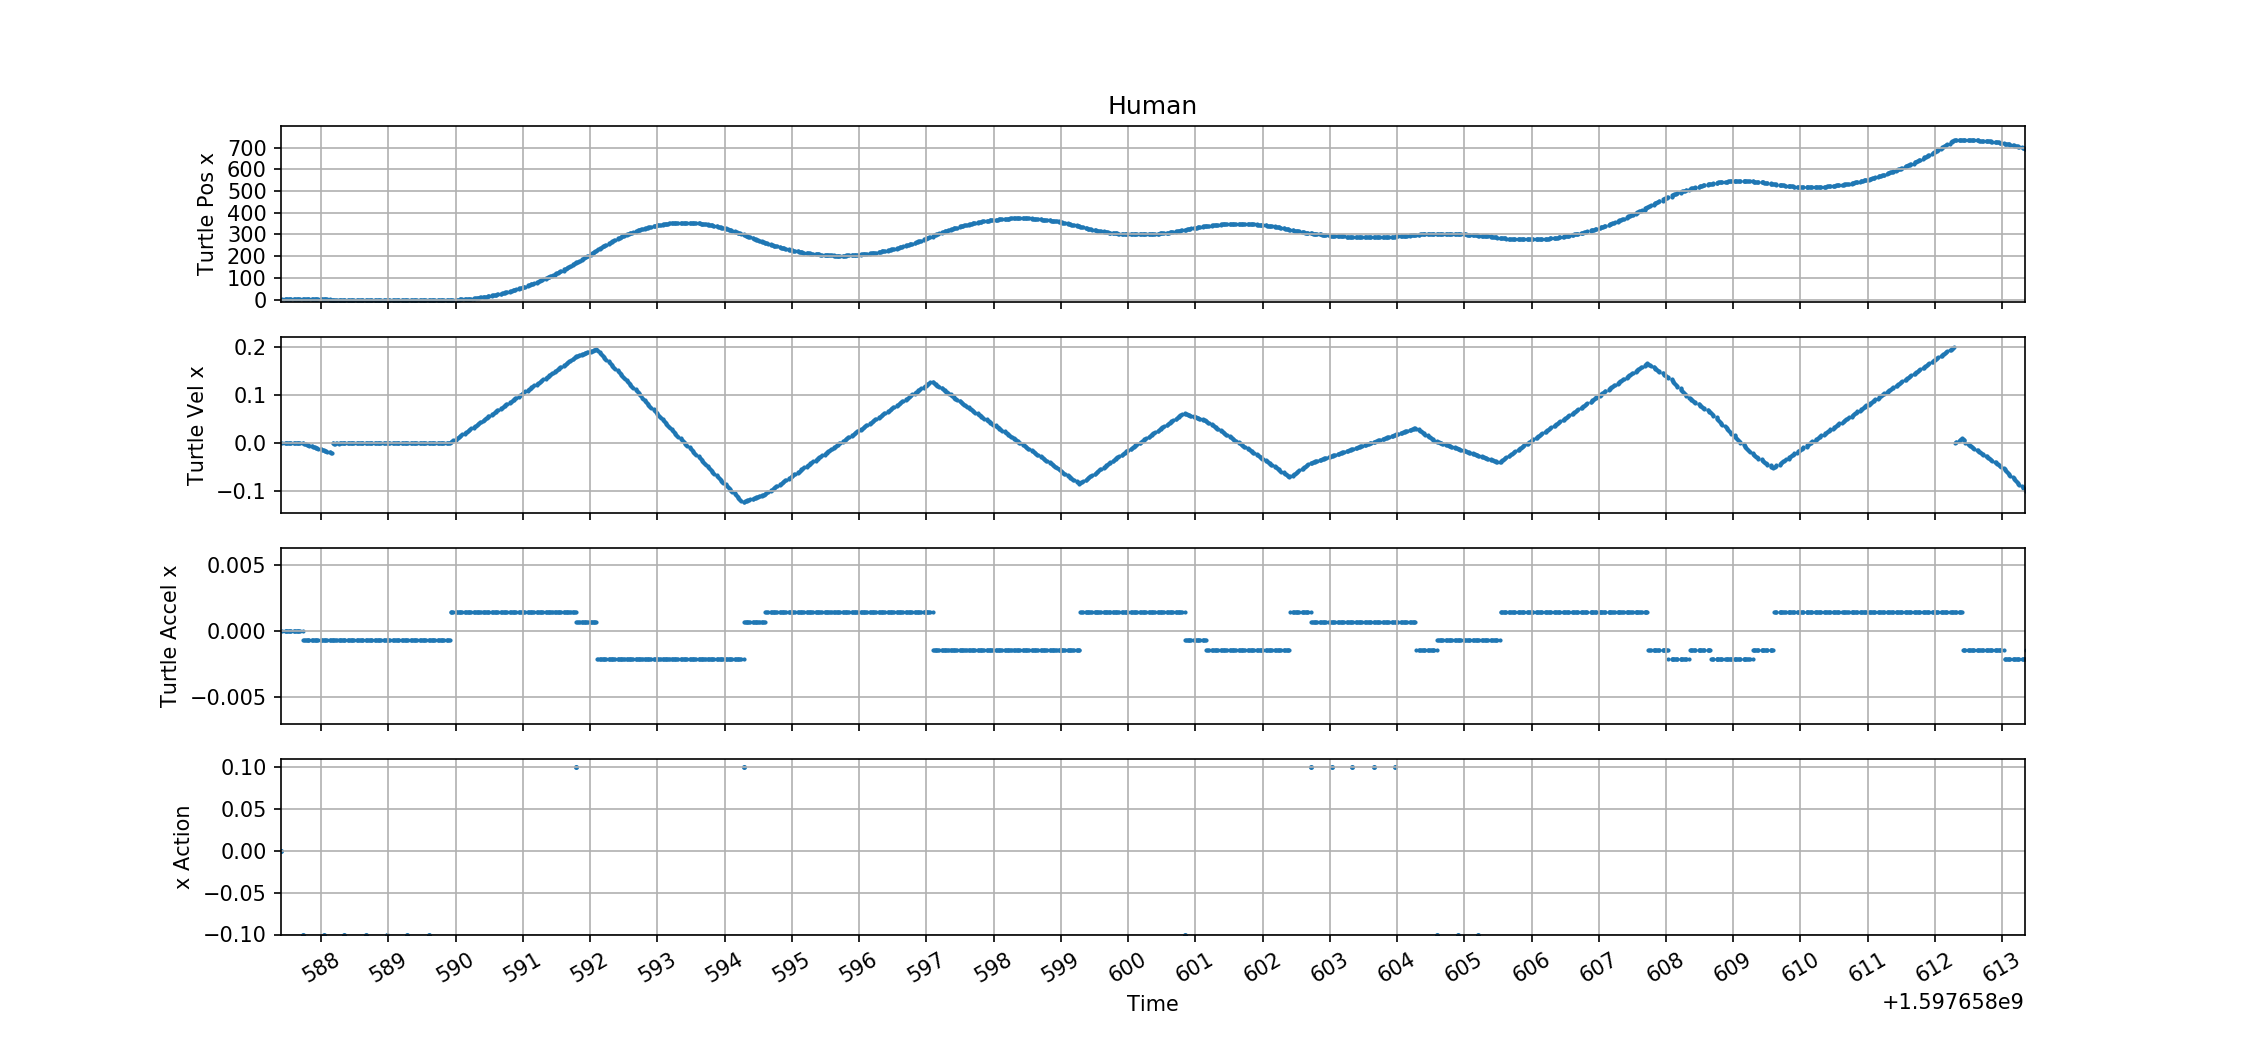 Human
Turtle Pos x
700
600
500
400
300
200
100
0
Turtle Vel x
0.2
0.1
0.0
−0.1
Turtle Accel x
0.005
0.000
−0.005
x Action
0.10
0.05
0.00
−0.05
−0.10
588 589 590 591 592 593 594 595 596 597 598 599 600 601 602 603 604 605 606 607 608 609 610 611 612 613
Time
+1.597658e9